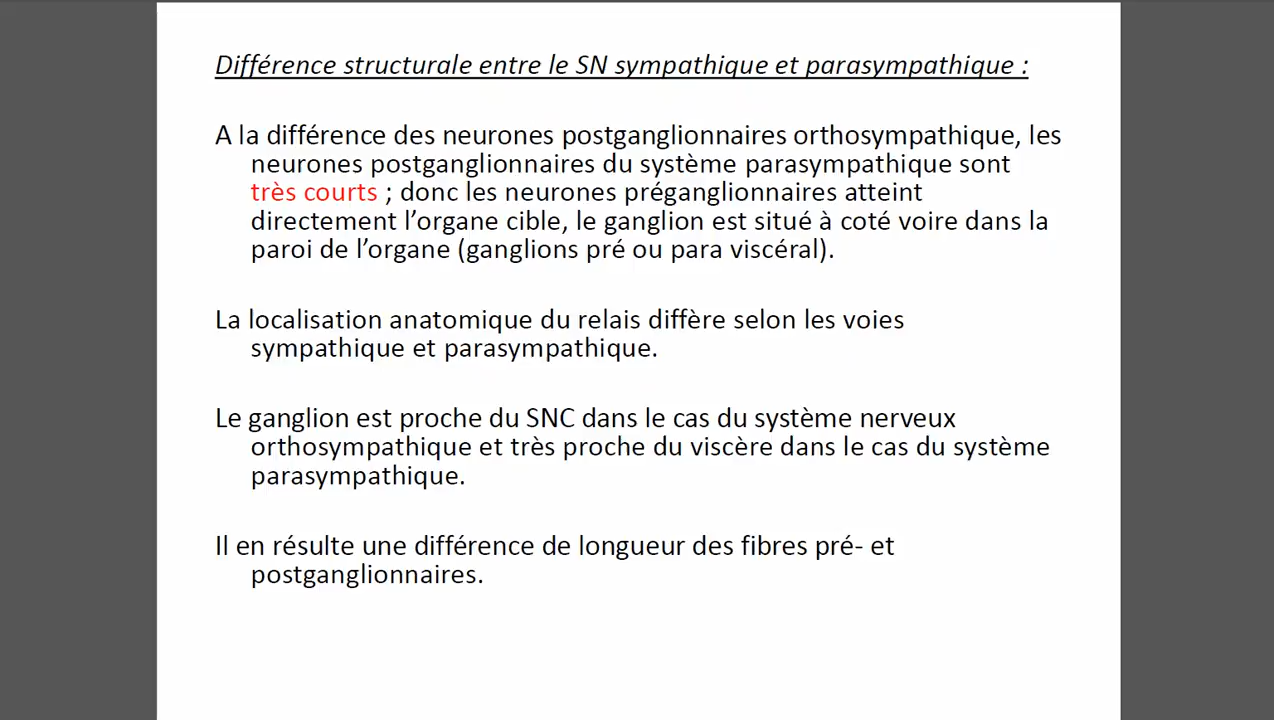 Différence structurale entre le SN sympathique et parasympathique :
A la différence des neurones postganglionnaires orthosympathique, les
neurones postganglionnaires du système parasympathique sont
très courts ; donc les neurones préganglionnaires atteint
directement l’organe cible, le ganglion est situé à coté voire dans la
paroi de l’organe (ganglions pré ou para viscéral).
La localisation anatomique du relais diffère selon les voies
sympathique et parasympathique.
Le ganglion est proche du SNC dans le cas du système nerveux
orthosympathique et très proche du viscère dans le cas du système
parasympathique.
Il en résulte une différence de longueur des fibres pré- et
postganglionnaires.